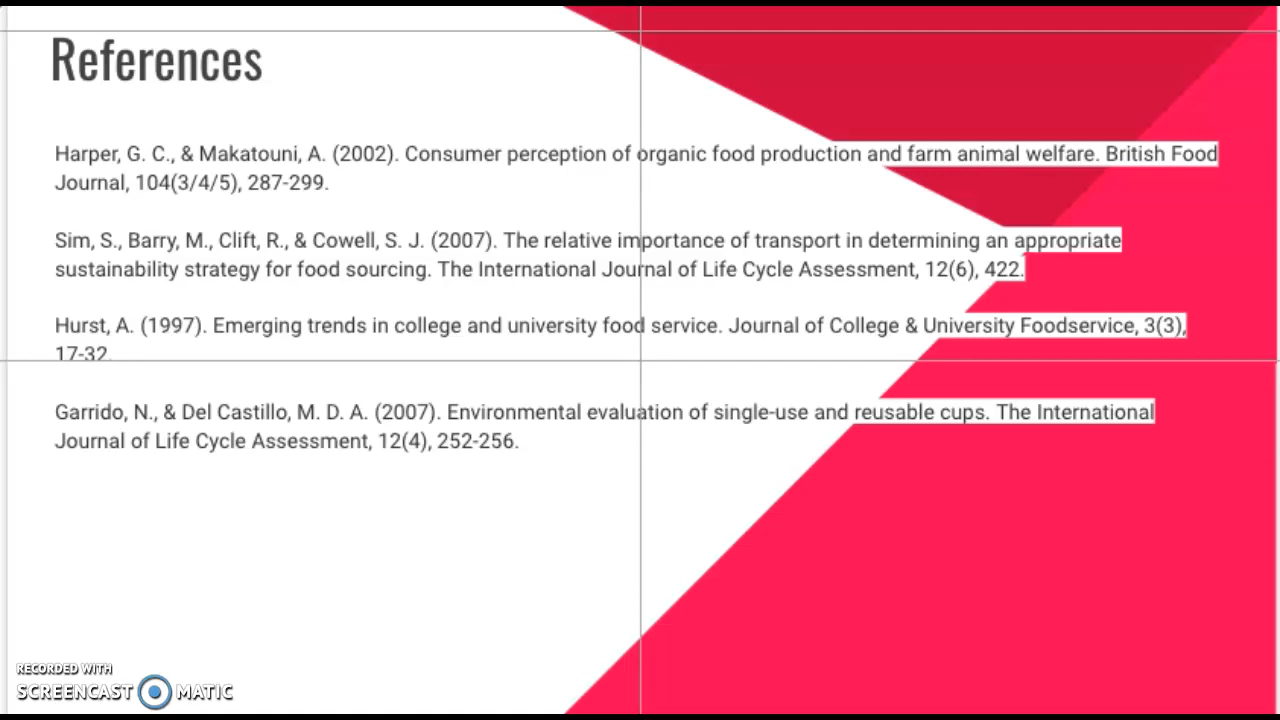 References
Harper, G. C., & Makatouni, A. (2002). Consumer perception of organic food production and farm animal welfare. British Food
Journal, 104(3/4/5), 287-299.
Sim, S., Barry, M., Clift, R., & Cowell, S. J. (2007). The relative importance of transport in determining an appropriate
sustainability strategy for food sourcing. The International Journal of Life Cycle Assessment, 12(6), 422.
Hurst, A. (1997). Emerging trends in college and university food service. Journal of College & University Foodservice, 3(3),
17-32.
Garrido, N., & Del Castillo, M. D. A. (2007). Environmental evaluation of single-use and reusable cups. The International
Journal of Life Cycle Assessment, 12(4), 252-256.
RECORDED WITH
SCREENCAST MATIC